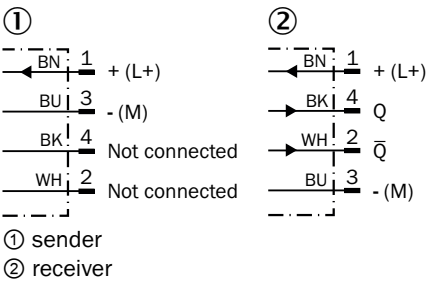 ① ②
BN 1 + (L+)
BU 3 - (M)
BK 4 Not connected
WH 2 Not connected
BN 1 + (L+)
BK 4 Q
WH 2 Q̅
BU 3 - (M)
① sender
② receiver